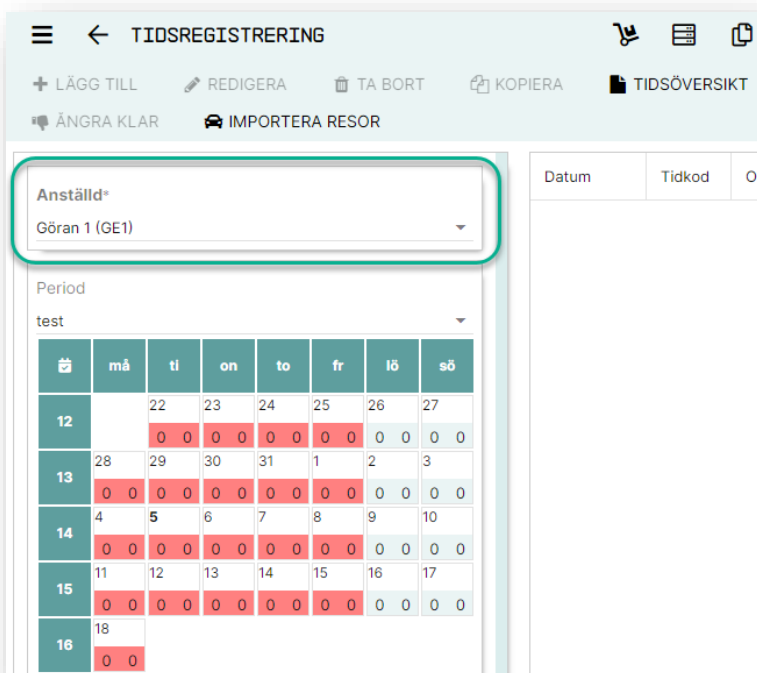 TIDSREGISTRERING
LÄGG TILL REDIGERA TA BORT KOPIERA TIDSÖVERSIKT
ÄNGRA KLAR IMPORTERA RESOR
Anställd*
Göran 1 (GE1)
Datum Tidkod O
Period
test
må ti on to fr lö sö
12 22 23 24 25 26 27
0 0 0 0 0 0 0 0 0 0 0 0
13 28 29 30 31 1 2 3
0 0 0 0 0 0 0 0 0 0 0 0 0 0
14 4 5 6 7 8 9 10
0 0 0 0 0 0 0 0 0 0 0 0 0 0
15 11 12 13 14 15 16 17
0 0 0 0 0 0 0 0 0 0 0 0 0 0
16 18
0 0